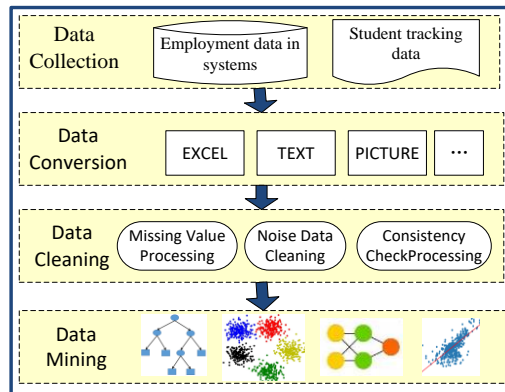 Data
Collection
Employment data in
systems
Student tracking
data
Data
Conversion
EXCEL
TEXT
PICTURE
...
Data
Cleaning
Missing Value
Processing
Noise Data
Cleaning
Consistency
CheckProcessing
Data
Mining